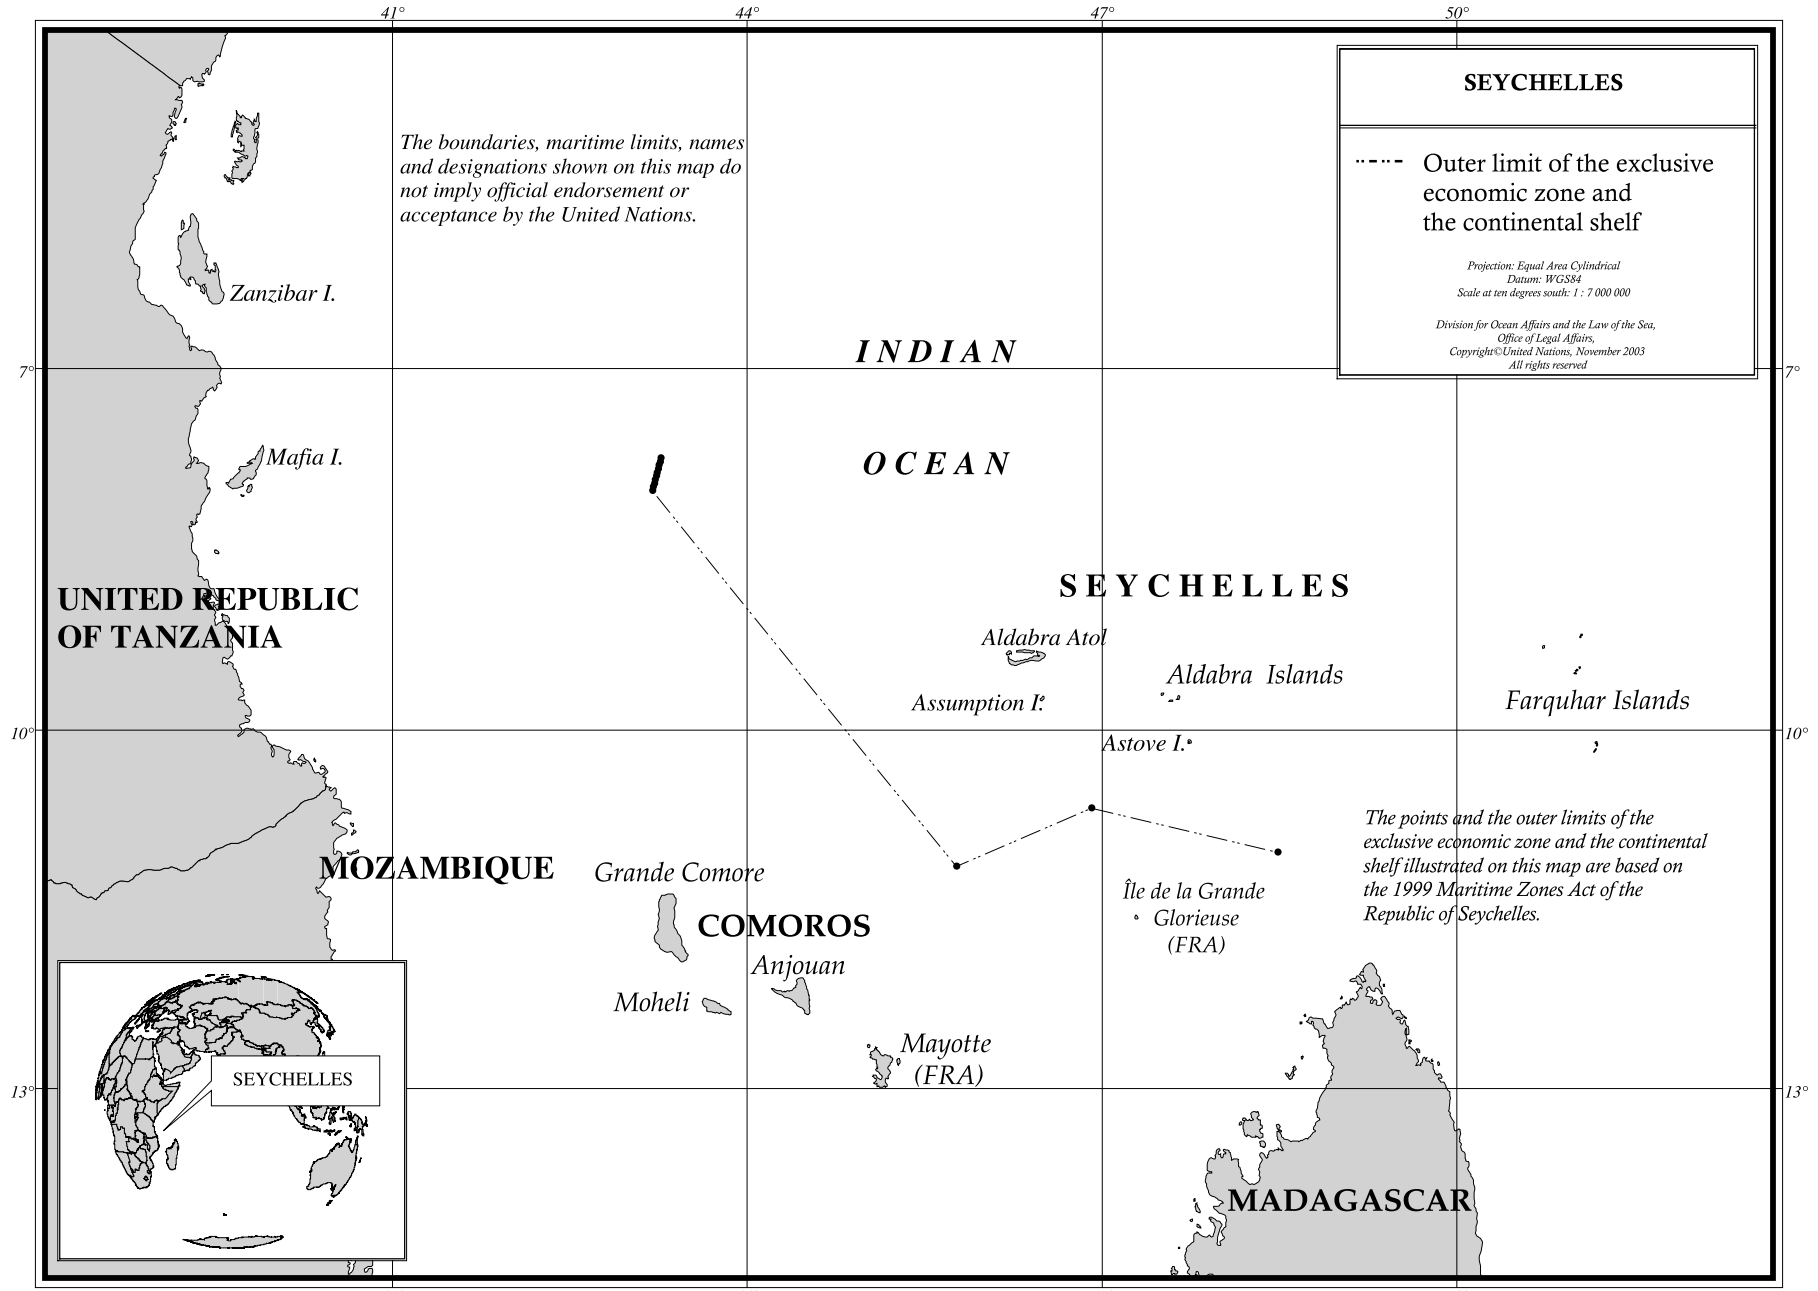 41°
44°
47°
50°
SEYCHELLES
Outer limit of the exclusive
economic zone and
the continental shelf
Projection: Equal Area Cylindrical
Datum: WGS84
Scale at ten degrees south: 1 : 7 000 000
Division for Ocean Affairs and the Law of the Sea,
Office of Legal Affairs,
Copyright©United Nations, November 2003
All rights reserved
The boundaries, maritime limits, names
and designations shown on this map do
not imply official endorsement or
acceptance by the United Nations.
Zanzibar I.
INDIAN
7°
7°
Mafia I.
OCEAN
SEYCHELLES
UNITED REPUBLIC
OF TANZANIA
Aldabra Atol
Aldabra Islands
Assumption I.
Farquhar Islands
10°
10°
Astove I.
The points and the outer limits of the
exclusive economic zone and the continental
shelf illustrated on this map are based on
the 1999 Maritime Zones Act of the
Republic of Seychelles.
MOZAMBIQUE
Grande Comore
Île de la Grande
Glorieuse
(FRA)
COMOROS
Anjouan
Moheli
Mayotte
(FRA)
SEYCHELLES
13°
13°
MADAGASCAR